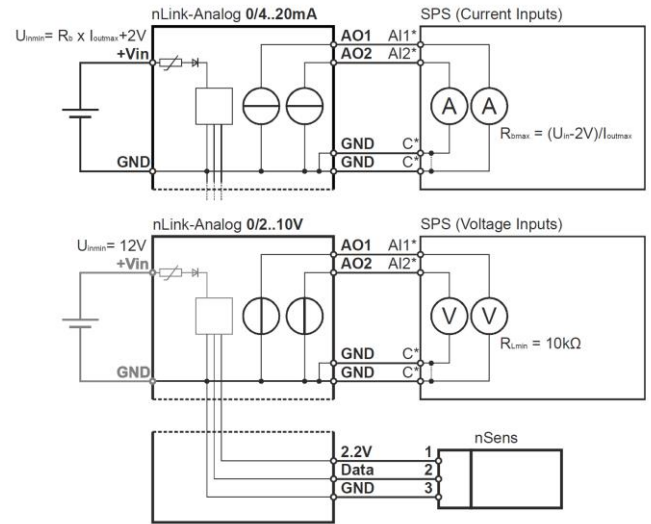 nLink-Analog 0/4..20mA
SPS (Current Inputs)
Uinmin= Rb x Ioutmax+2V
+Vin
AO1 AI1*
AO2 AI2*
A A
Rbmax = (Uin-2V)/Ioutmax
GND
GND C*
GND C*
nLink-Analog 0/2..10V
SPS (Voltage Inputs)
Uinmin= 12V
+Vin
AO1 AI1*
AO2 AI2*
V V
RLmin = 10kΩ
GND
GND C*
GND C*
nSens
2.2V 1
Data 2
GND 3